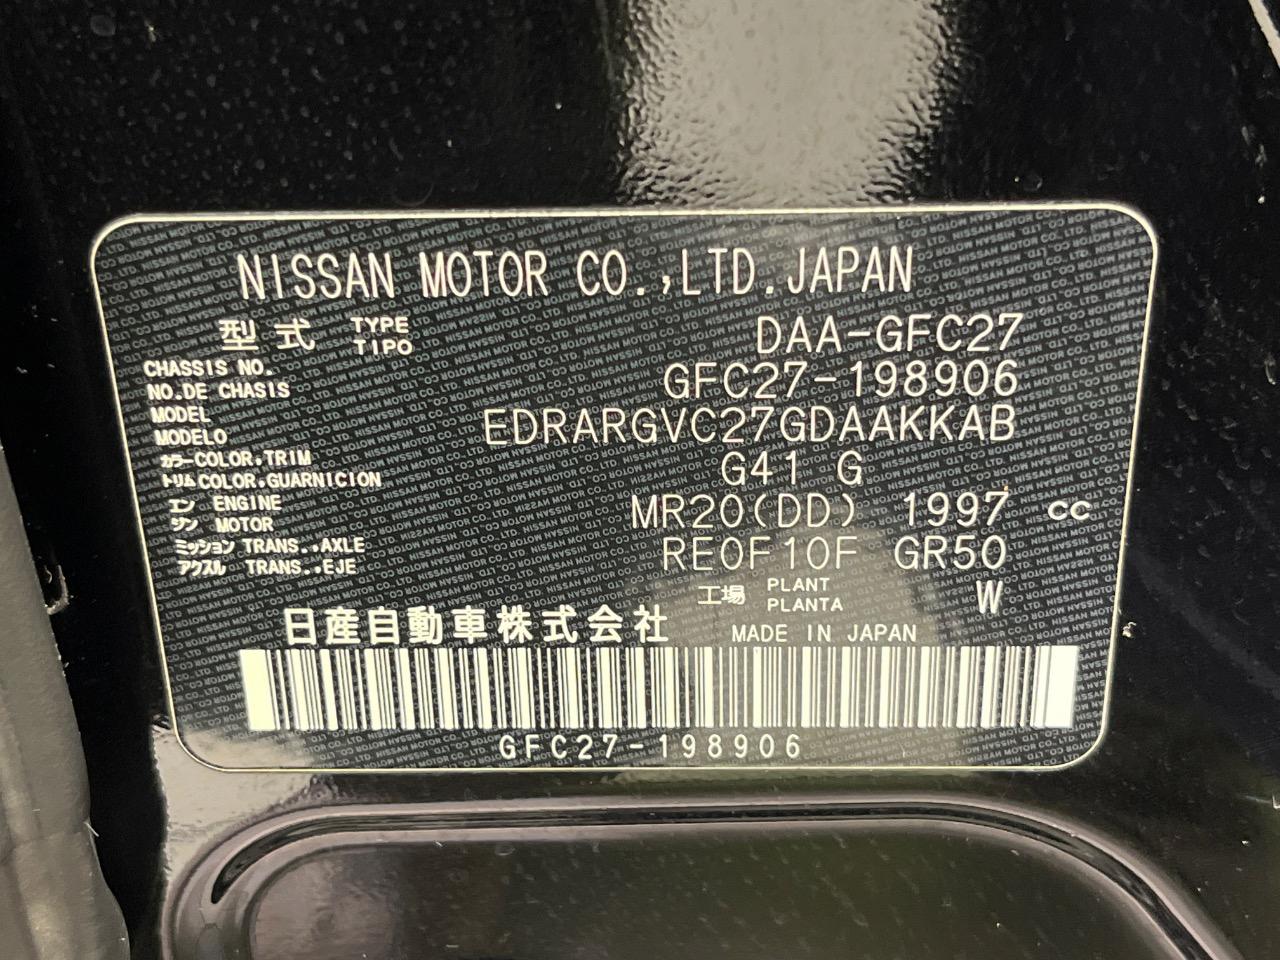 NISSAN MOTOR CO.,LTD.JAPAN
型式 TYPE TIPO DAA-GFC27
CHASSIS NO.
NO.DE CHASIS GFC27-198906
MODEL
MODELO EDRARGVC27GDAAKKAB
カラー COLOR,TRIM
トリム COLOR,GUARNICION G41 G
エン ENGINE
ジン MOTOR MR20(DD) 1997 CC
ミッション TRANS.,AXLE
アクスル TRANS.,EJE RE0F10F GR50
工場 PLANT PLANTA W
日産自動車株式会社 MADE IN JAPAN
GFC27-198906